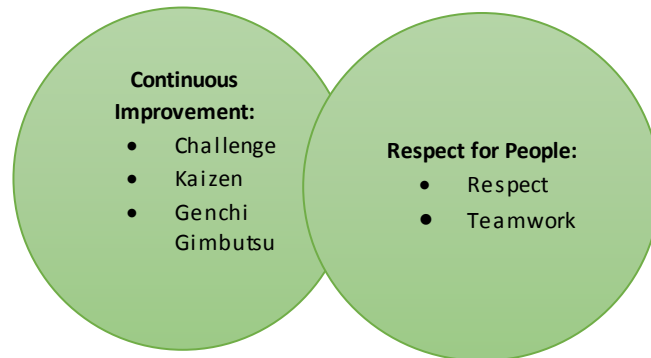 Continuous
Improvement:
• Challenge
• Kaizen
• Genchi
Gimbutsu
Respect for People:
• Respect
• Teamwork